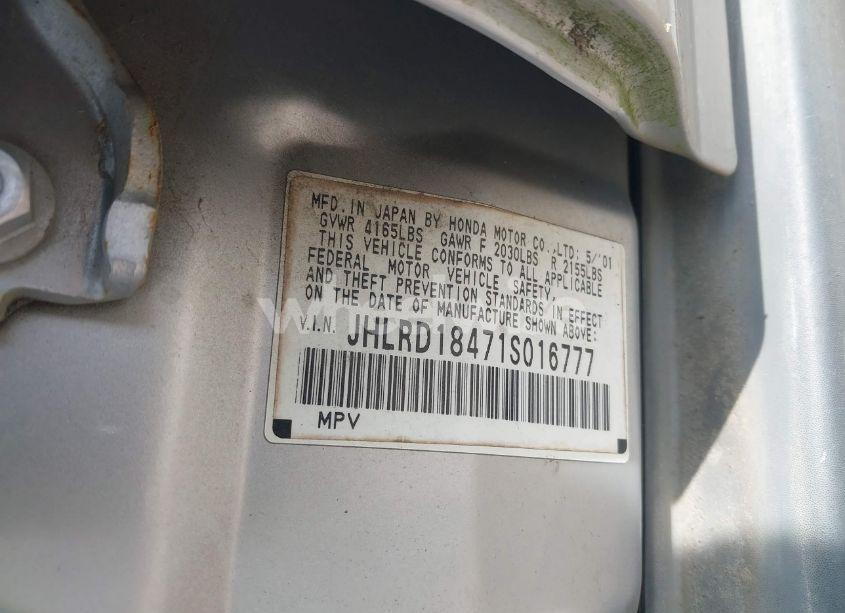 MFD. IN JAPAN BY HONDA MOTOR CO.,LTD: 5/'01
GVWR 4165LBS GAWR F 2030LBS R 2155LBS
THIS VEHICLE CONFORMS TO ALL APPLICABLE
FEDERAL MOTOR VEHICLE SAFETY,
AND THEFT PREVENTION STANDARDS IN EFFECT
ON THE DATE OF MANUFACTURE SHOWN ABOVE:
V.I.N. JHLRD18471S016777
MPV